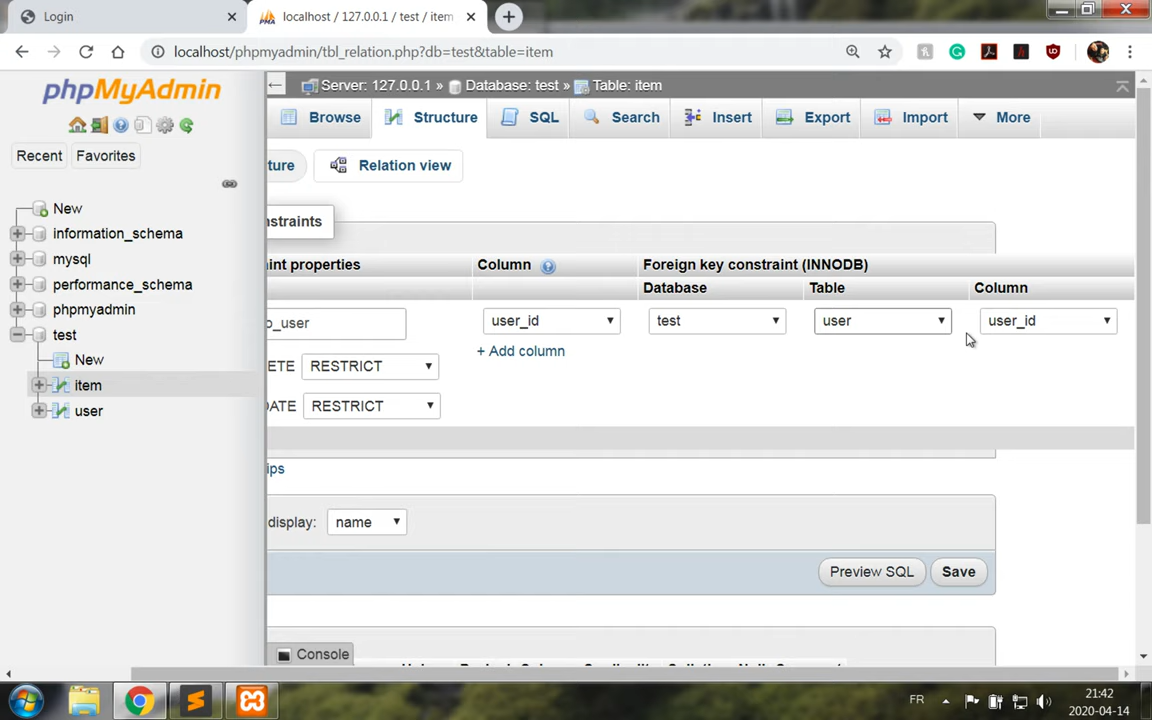 Login
localhost / 127.0.0.1 / test / item
localhost/phpmyadmin/tbl_relation.php?db=test&table=item
phpMyAdmin
Server: 127.0.0.1 » Database: test » Table: item
Browse Structure SQL Search Insert Export Import More
Recent Favorites
ture Relation view
New
information_schema
mysql
performance_schema
phpmyadmin
test
New
item
user
nstraints
int properties Column Foreign key constraint (INNODB)
Database Table Column
o_user user_id test user user_id
+ Add column
ETE RESTRICT
DATE RESTRICT
ips
display: name
Preview SQL Save
Console
FR 21:42
2020-04-14